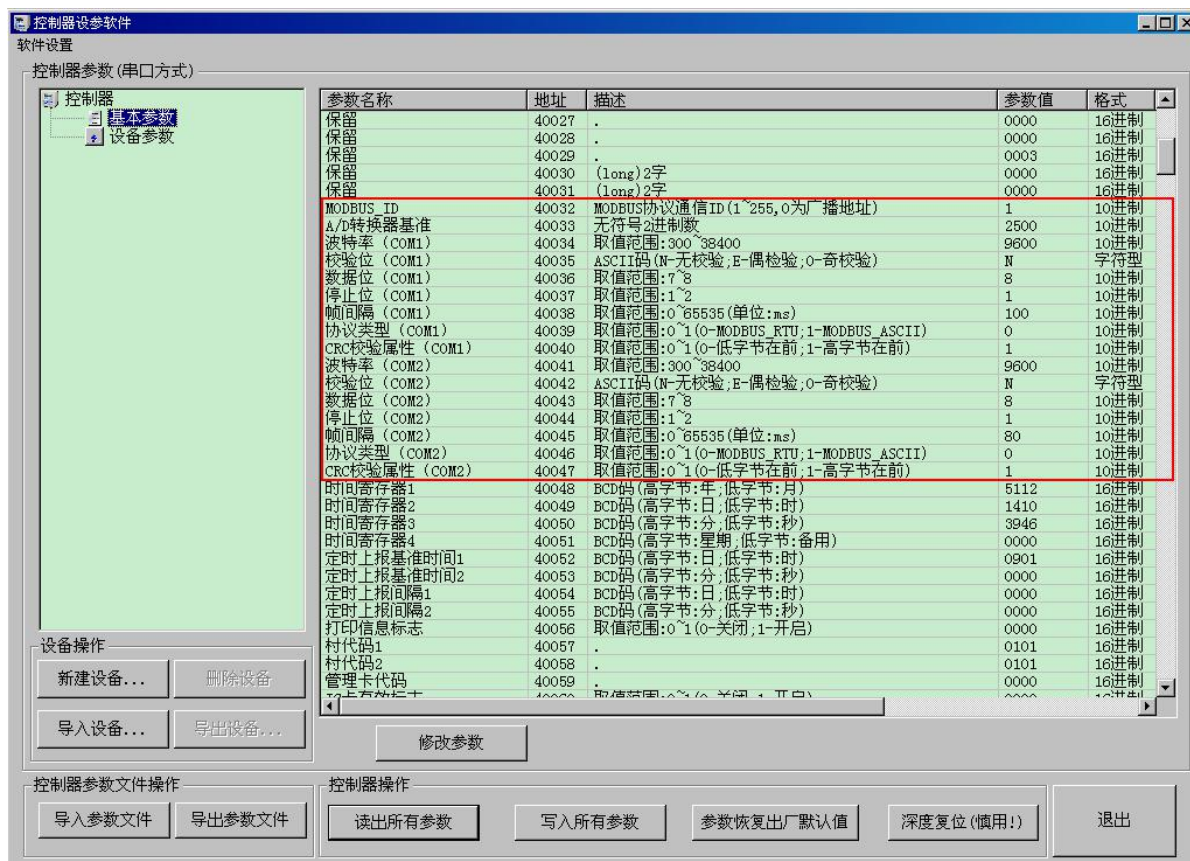 控制器设参软件
软件设置
控制器参数(串口方式)
控制器
基本参数
设备参数
参数名称 地址 描述 参数值 格式
保留 40027 . 0000 16进制
保留 40028 . 0000 16进制
保留 40029 . 0003 16进制
保留 40030 (long)2字 0000 16进制
保留 40031 (long)2字 0000 16进制
MODBUS_ID 40032 MODBUS协议通信ID(1~255,0为广播地址) 1 10进制
A/D转换器基准 40033 无符号2进制数 2500 10进制
波特率 (COM1) 40034 取值范围:300~38400 9600 10进制
校验位 (COM1) 40035 ASCII码(N-无校验;E-偶检验;O-奇校验) N 字符型
数据位 (COM1) 40036 取值范围:7~8 8 10进制
停止位 (COM1) 40037 取值范围:1~2 1 10进制
帧间隔 (COM1) 40038 取值范围:0~65535(单位:ms) 100 10进制
协议类型 (COM1) 40039 取值范围:0~1(0-MODBUS_RTU;1-MODBUS_ASCII) 0 10进制
CRC校验属性 (COM1) 40040 取值范围:0~1(0-低字节在前;1-高字节在前) 1 10进制
波特率 (COM2) 40041 取值范围:300~38400 9600 10进制
校验位 (COM2) 40042 ASCII码(N-无校验;E-偶检验;O-奇校验) N 字符型
数据位 (COM2) 40043 取值范围:7~8 8 10进制
停止位 (COM2) 40044 取值范围:1~2 1 10进制
帧间隔 (COM2) 40045 取值范围:0~65535(单位:ms) 80 10进制
协议类型 (COM2) 40046 取值范围:0~1(0-MODBUS_RTU;1-MODBUS_ASCII) 0 10进制
CRC校验属性 (COM2) 40047 取值范围:0~1(0-低字节在前;1-高字节在前) 1 10进制
时间寄存器1 40048 BCD码(高字节:年;低字节:月) 5112 16进制
时间寄存器2 40049 BCD码(高字节:日;低字节:时) 1410 16进制
时间寄存器3 40050 BCD码(高字节:分;低字节:秒) 3946 16进制
时间寄存器4 40051 BCD码(高字节:星期;低字节:备用) 0000 16进制
定时上报基准时间1 40052 BCD码(高字节:日;低字节:时) 0901 16进制
定时上报基准时间2 40053 BCD码(高字节:分;低字节:秒) 0000 16进制
定时上报间隔1 40054 BCD码(高字节:日;低字节:时) 0000 16进制
定时上报间隔2 40055 BCD码(高字节:分;低字节:秒) 0000 16进制
打印信息标志 40056 取值范围:0~1(0-关闭;1-开启) 0000 16进制
村代码1 40057 . 0101 16进制
村代码2 40058 . 0101 16进制
管理卡代码 40059 . 0000 16进制
设备操作
新建设备... 删除设备
导入设备... 导出设备...
修改参数
控制器参数文件操作
导入参数文件 导出参数文件
控制器操作
读出所有参数 写入所有参数 参数恢复出厂默认值 深度复位(慎用!)
退出